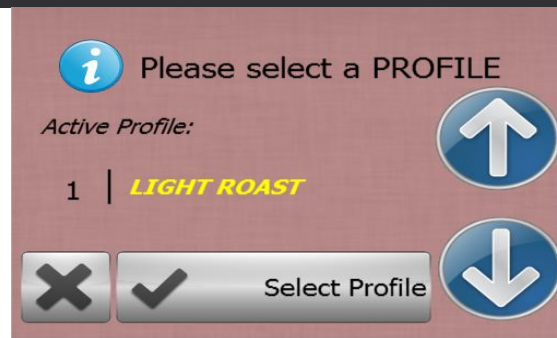 Please select a PROFILE
Active Profile:
1 | LIGHT ROAST
Select Profile